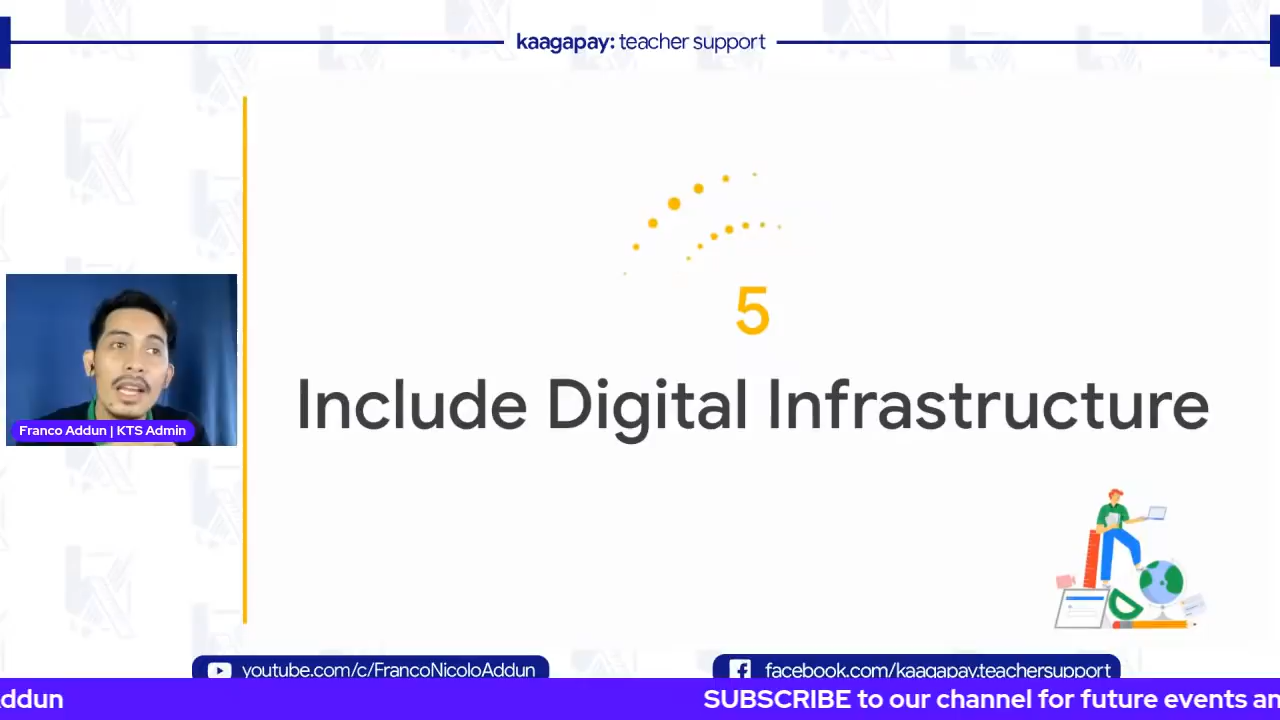 kaagapay: teacher support
5
Include Digital Infrastructure
Franco Addun | KTS Admin
youtube.com/c/FrancoNicoloAddun
facebook.com/kaagapay.teachersupport
ddun
SUBSCRIBE to our channel for future events an